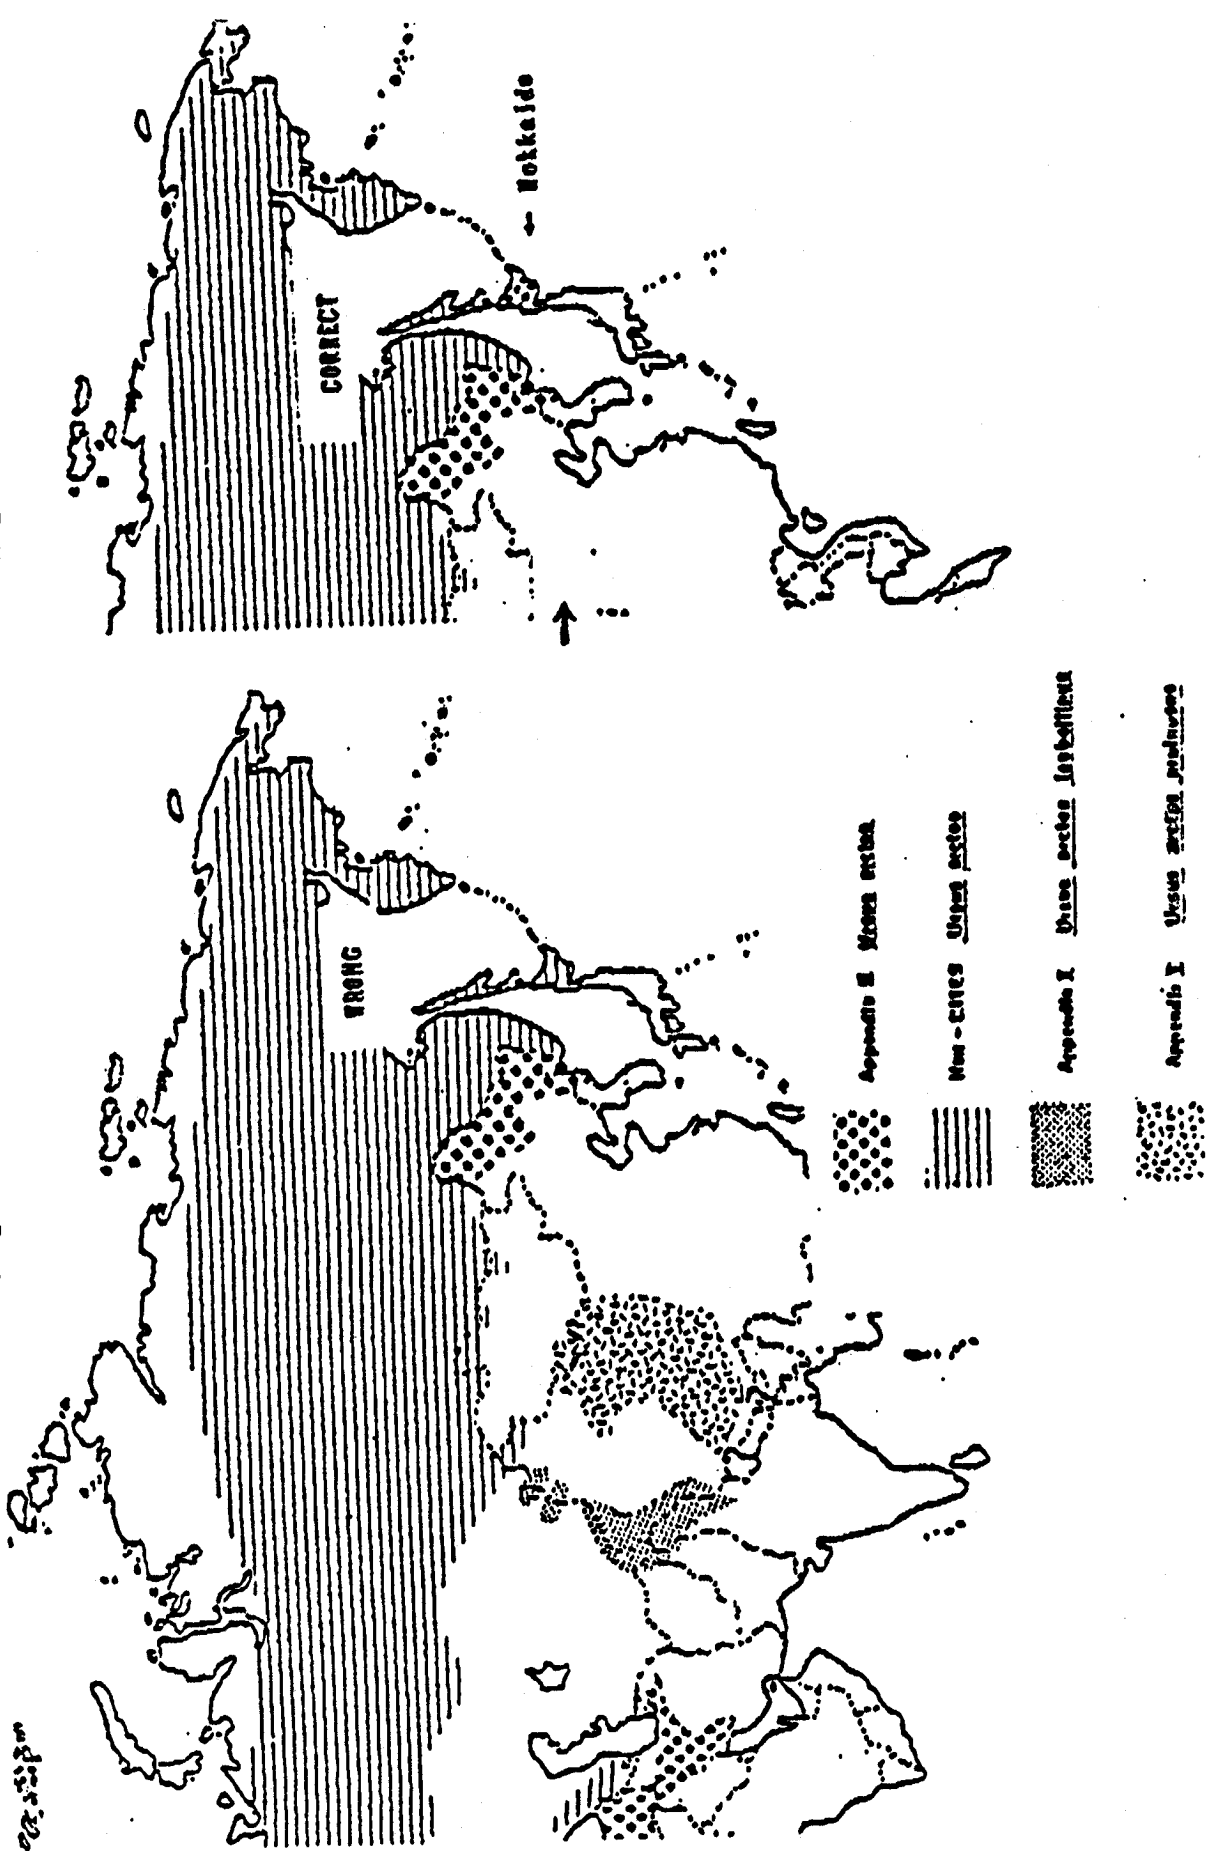 WRONG
CORRECT
← Hokkaido
Appendix II Ursus arctos
Non-CITES Ursus arctos
Appendix I Ursus arctos isabellinus
Appendix I Ursus arctos pruinosus